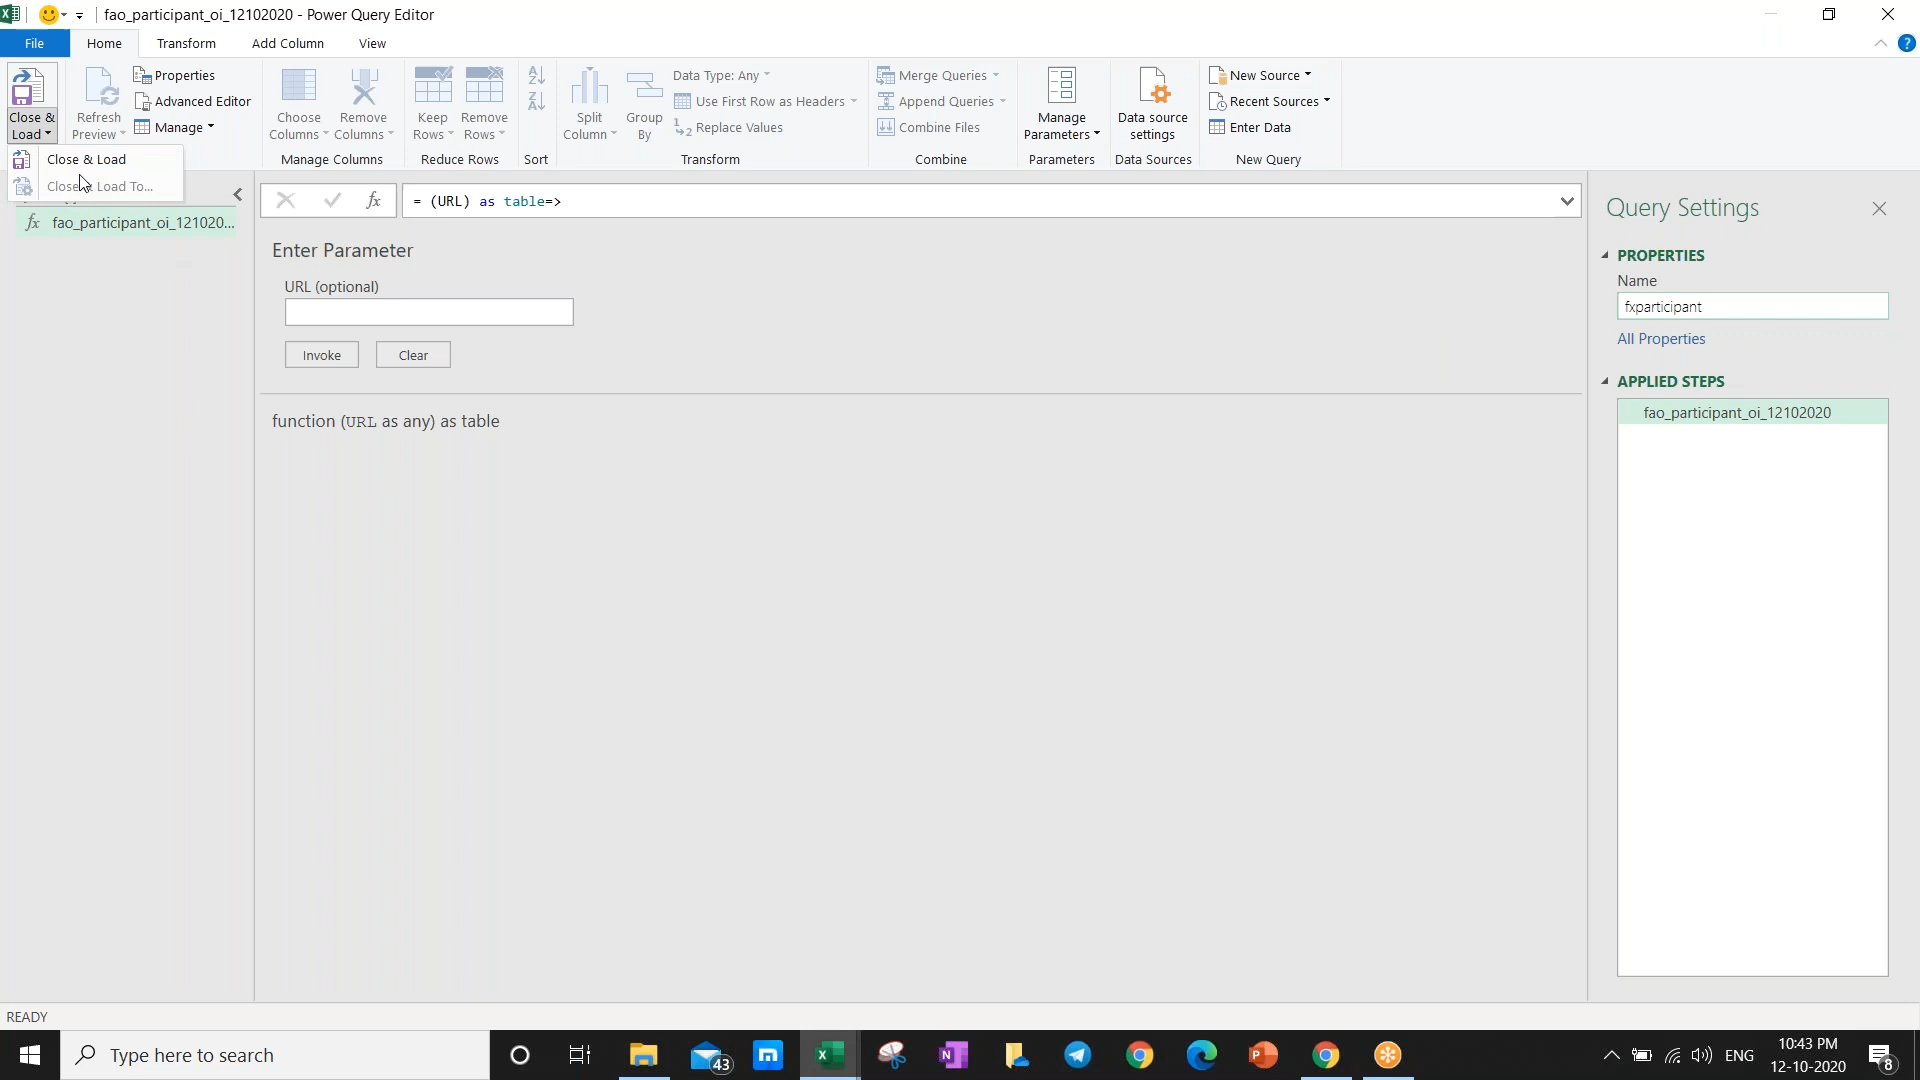 fao_participant_oi_12102020 - Power Query Editor
File
Home
Transform
Add Column
View
Close &
Load
Refresh
Preview
Properties
Advanced Editor
Manage
Choose
Columns
Remove
Columns
Manage Columns
Keep
Rows
Remove
Rows
Reduce Rows
Sort
Split
Column
Group
By
Data Type: Any
Use First Row as Headers
Replace Values
Transform
Merge Queries
Append Queries
Combine Files
Combine
Manage
Parameters
Parameters
Data source
settings
Data Sources
New Source
Recent Sources
Enter Data
New Query
Close & Load
Close & Load To...
fx fao_participant_oi_121020...
fx
= (URL) as table=>
Enter Parameter
URL (optional)
Invoke
Clear
function (URL as any) as table
Query Settings
PROPERTIES
Name
fxparticipant
All Properties
APPLIED STEPS
fao_participant_oi_12102020
READY
Type here to search
43
ENG
10:43 PM
12-10-2020
8